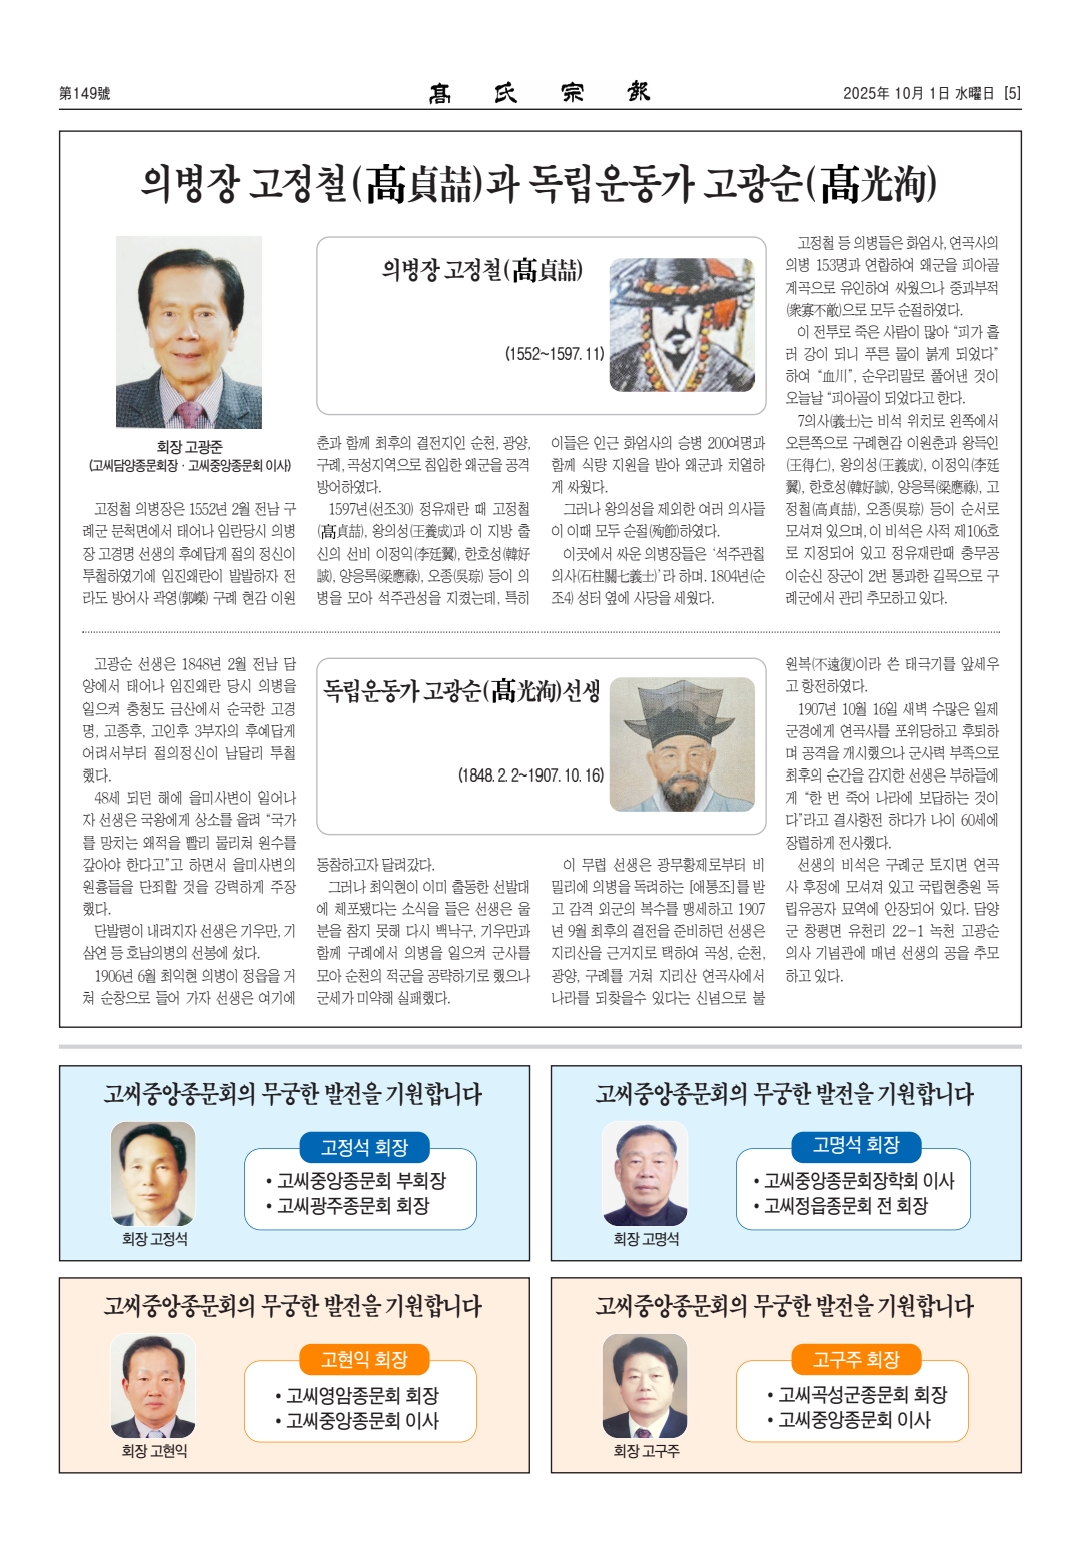 第149號
髙氏宗報
2025年 10月 1日 水曜日 [5]
의병장 고정철(髙貞喆)과 독립운동가 고광순(髙光洵)
회장 고광준
(고씨담양종문회장 · 고씨중앙종문회 이사)
고정철 의병장은 1552년 2월 전남 구
례군 문척면에서 태어나 임란당시 의병
장 고경명 선생의 후예답게 절의 정신이
투철하였기에 임진왜란이 발발하자 전
라도 방어사 곽영(郭嶸) 구례 현감 이원
의병장 고정철(髙貞喆)
(1552~1597. 11)
춘과 함께 최후의 결전지인 순천, 광양,
구례, 곡성지역으로 침입한 왜군을 공격
방어하였다.
1597년(선조30) 정유재란 때 고정철
(髙貞喆), 왕의성(王義成)과 이 지방 출
신의 선비 이정익(李廷翼), 한호성(韓好
誠), 양응록(梁應祿), 오종(吳琮) 등이 의
병을 모아 석주관성을 지켰는데, 특히
이들은 인근 화엄사의 승병 200여명과
함께 식량 지원을 받아 왜군과 치열하
게 싸웠다.
그러나 왕의성을 제외한 여러 의사들
이 이때 모두 순절(殉節)하였다.
이곳에서 싸운 의병장들은 ‘석주관칠
의사(石柱關七義士)’라 하며, 1804년(순
조4) 성터 옆에 사당을 세웠다.
고정철 등 의병들은 화엄사, 연곡사의
의병 153명과 연합하여 왜군을 피아골
계곡으로 유인하여 싸웠으나 중과부적
(衆寡不敵)으로 모두 순절하였다.
이 전투로 죽은 사람이 많아 “피가 흘
러 강이 되니 푸른 물이 붉게 되었다”
하여 “血川”, 순우리말로 풀어낸 것이
오늘날 “피아골이 되었다고 한다.
7의사(義士)는 비석 위치로 왼쪽에서
오른쪽으로 구례현감 이원춘과 왕득인
(王得仁), 왕의성(王義成), 이정익(李廷
翼), 한호성(韓好誠), 양응록(梁應祿), 고
정철(高貞喆), 오종(吳琮) 등이 순서로
모셔져 있으며, 이 비석은 사적 제106호
로 지정되어 있고 정유재란때 충무공
이순신 장군이 2번 통과한 길목으로 구
례군에서 관리 추모하고 있다.
고광순 선생은 1848년 2월 전남 담
양에서 태어나 임진왜란 당시 의병을
일으켜 충청도 금산에서 순국한 고경
명, 고종후, 고인후 3부자의 후예답게
어려서부터 절의정신이 남달리 투철
했다.
48세 되던 해에 을미사변이 일어나
자 선생은 국왕에게 상소를 올려 “국가
를 망치는 왜적을 빨리 물리쳐 원수를
갚아야 한다고”고 하면서 을미사변의
원흉들을 단죄할 것을 강력하게 주장
했다.
단발령이 내려지자 선생은 기우만, 기
삼연 등 호남의병의 선봉에 섰다.
1906년 6월 최익현 의병이 정읍을 거
쳐 순창으로 들어 가자 선생은 여기에
독립운동가 고광순(髙光洵)선생
(1848. 2. 2~1907. 10. 16)
동참하고자 달려갔다.
그러나 최익현이 이미 출동한 선발대
에 체포됐다는 소식을 들은 선생은 울
분을 참지 못해 다시 백낙구, 기우만과
함께 구례에서 의병을 일으켜 군사를
모아 순천의 적군을 공략하기로 했으나
군세가 미약해 실패했다.
이 무렵 선생은 광무황제로부터 비
밀리에 의병을 독려하는 [애통조]를 받
고 감격 외군의 복수를 맹세하고 1907
년 9월 최후의 결전을 준비하던 선생은
지리산을 근거지로 택하여 곡성, 순천,
광양, 구례를 거쳐 지리산 연곡사에서
나라를 되찾을수 있다는 신념으로 불
원복(不遠復)이라 쓴 태극기를 앞세우
고 항전하였다.
1907년 10월 16일 새벽 수많은 일제
군경에게 연곡사를 포위당하고 후퇴하
며 공격을 개시했으나 군사력 부족으로
최후의 순간을 감지한 선생은 부하들에
게 “한 번 죽어 나라에 보답하는 것이
다”라고 결사항전 하다가 나이 60세에
장렬하게 전사했다.
선생의 비석은 구례군 토지면 연곡
사 후정에 모셔져 있고 국립현충원 독
립유공자 묘역에 안장되어 있다. 담양
군 창평면 유천리 22-1 녹천 고광순
의사 기념관에 매년 선생의 공을 추모
하고 있다.
고씨중앙종문회의 무궁한 발전을 기원합니다
회장 고정석
고정석 회장
• 고씨중앙종문회 부회장
• 고씨광주종문회 회장
고씨중앙종문회의 무궁한 발전을 기원합니다
회장 고명석
고명석 회장
• 고씨중앙종문회장학회 이사
• 고씨정읍종문회 전 회장
고씨중앙종문회의 무궁한 발전을 기원합니다
회장 고현익
고현익 회장
• 고씨영암종문회 회장
• 고씨중앙종문회 이사
고씨중앙종문회의 무궁한 발전을 기원합니다
회장 고구주
고구주 회장
• 고씨곡성군종문회 회장
• 고씨중앙종문회 이사